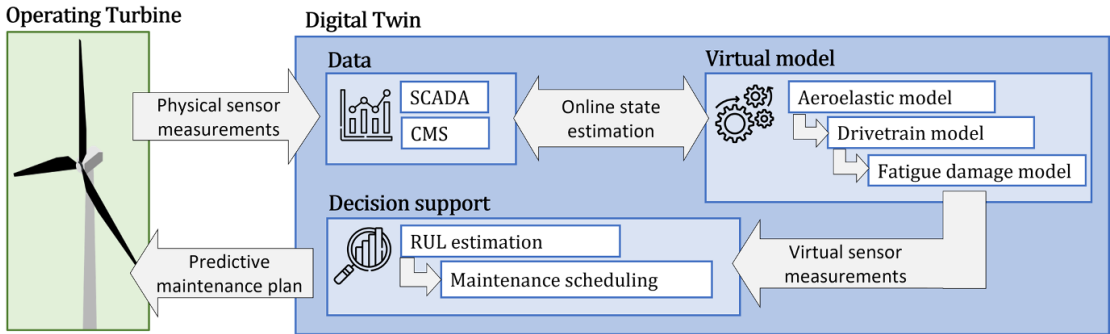 Operating Turbine
Digital Twin
Data
Virtual model
Physical sensor
measurements
SCADA
CMS
Online state
estimation
Aeroelastic model
Drivetrain model
Fatigue damage model
Decision support
RUL estimation
Maintenance scheduling
Virtual sensor
measurements
Predictive
maintenance plan